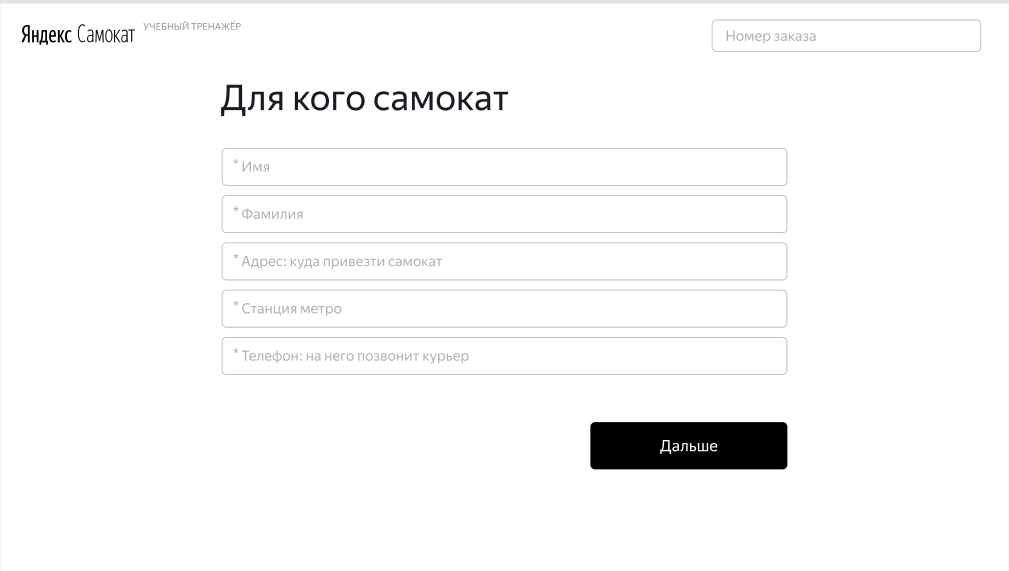 Яндекс Самокат
УЧЕБНЫЙ ТРЕНАЖЁР
Номер заказа
Для кого самокат
* Имя
* Фамилия
* Адрес: куда привезти самокат
* Станция метро
* Телефон: на него позвонит курьер
Дальше